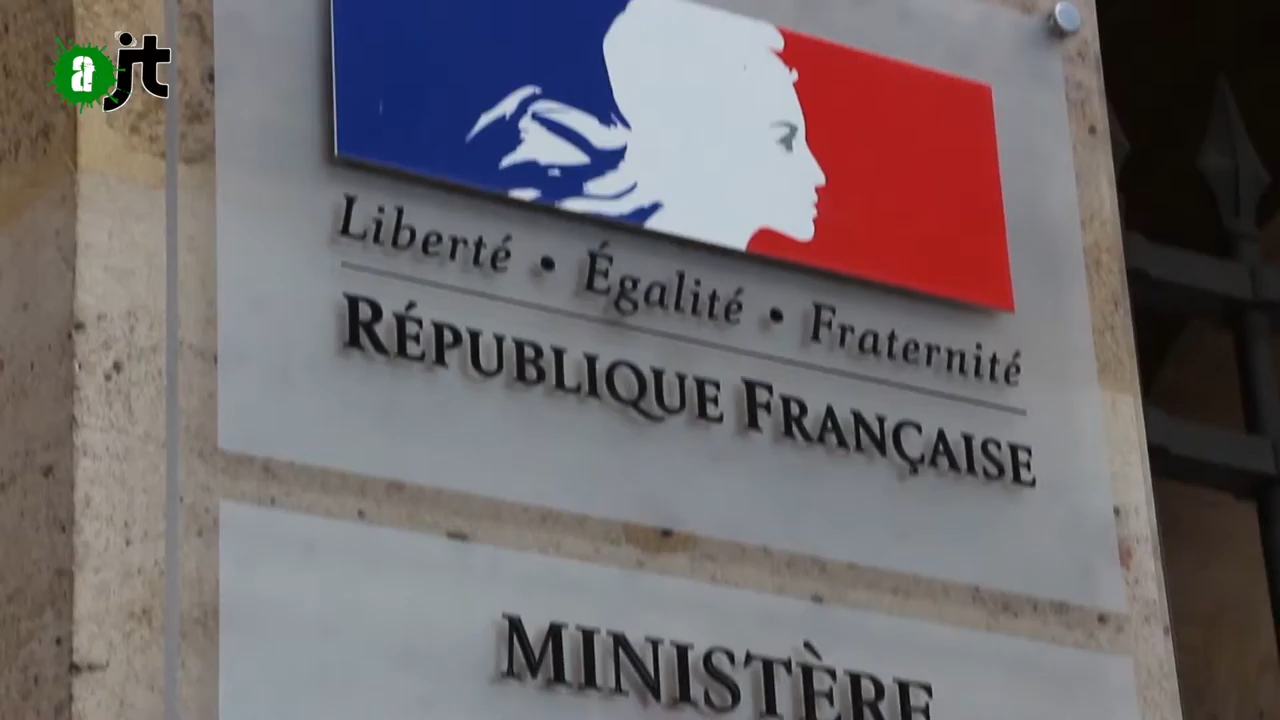 ajt
Liberté • Égalité • Fraternité
RÉPUBLIQUE FRANÇAISE
MINISTÈRE